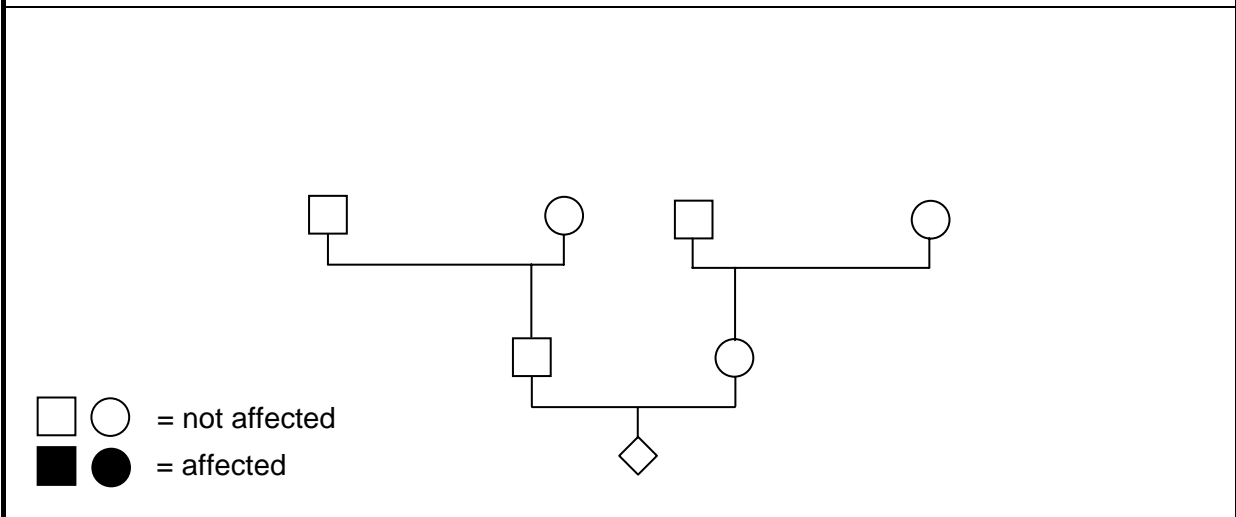 = not affected
= affected